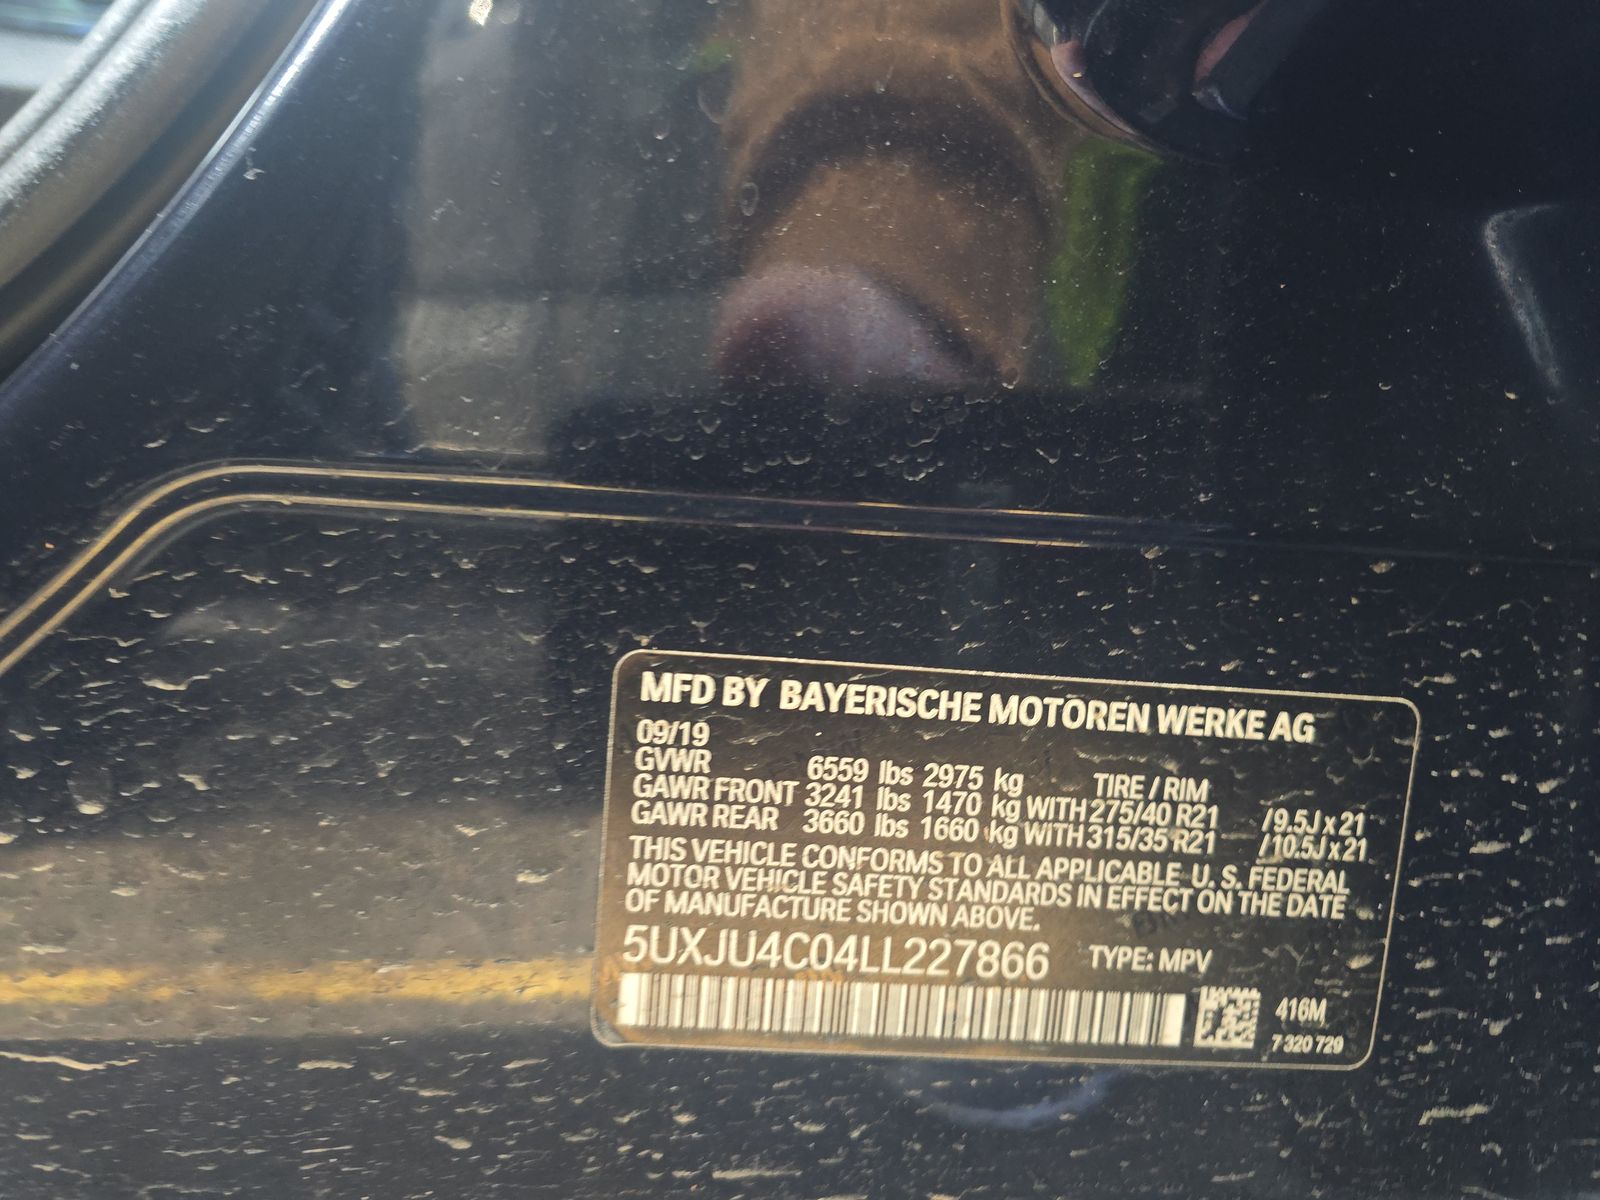 MFD BY BAYERISCHE MOTOREN WERKE AG
09/19
GVWR 6559 lbs 2975 kg TIRE / RIM
GAWR FRONT 3241 lbs 1470 kg WITH 275/40 R21 / 9.5J x 21
GAWR REAR 3660 lbs 1660 kg WITH 315/35 R21 / 10.5J x 21
THIS VEHICLE CONFORMS TO ALL APPLICABLE U. S. FEDERAL
MOTOR VEHICLE SAFETY STANDARDS IN EFFECT ON THE DATE
OF MANUFACTURE SHOWN ABOVE.
5UXJU4C04LL227866 TYPE: MPV
416M
7 320 729